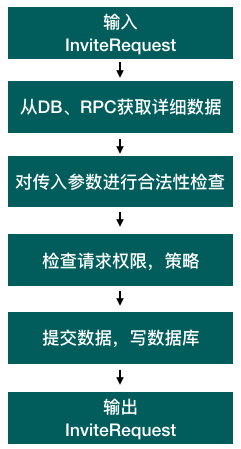 输入
InviteRequest
从DB、RPC获取详细数据
对传入参数进行合法性检查
检查请求权限，策略
提交数据，写数据库
输出
InviteRequest